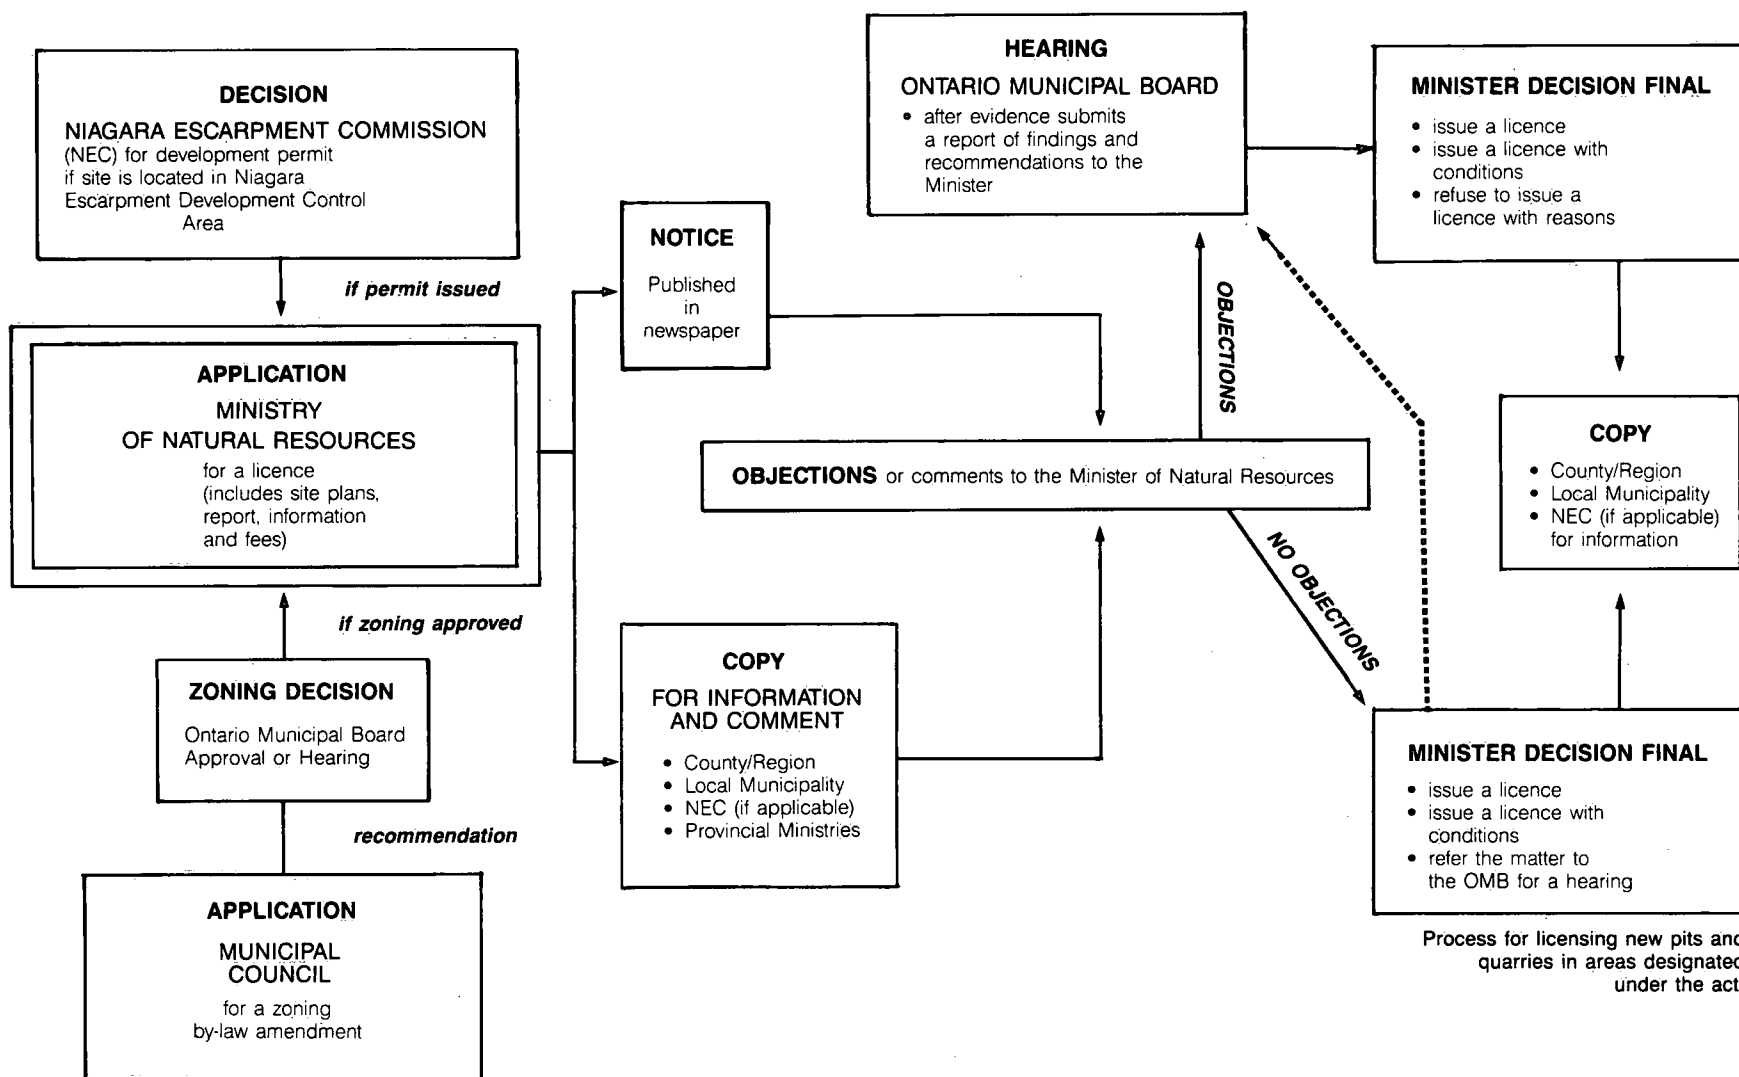 DECISION
NIAGARA ESCARPMENT COMMISSION
(NEC) for development permit
if site is located in Niagara
Escarpment Development Control
Area
if permit issued
APPLICATION
MINISTRY
OF NATURAL RESOURCES
for a licence
(includes site plans,
report, information
and fees)
if zoning approved
ZONING DECISION
Ontario Municipal Board
Approval or Hearing
recommendation
APPLICATION
MUNICIPAL
COUNCIL
for a zoning
by-law amendment
NOTICE
Published
in
newspaper
COPY
FOR INFORMATION
AND COMMENT
• County/Region
• Local Municipality
• NEC (if applicable)
• Provincial Ministries
OBJECTIONS or comments to the Minister of Natural Resources
OBJECTIONS
NO OBJECTIONS
HEARING
ONTARIO MUNICIPAL BOARD
• after evidence submits
a report of findings and
recommendations to the
Minister
MINISTER DECISION FINAL
• issue a licence
• issue a licence with
conditions
• refuse to issue a
licence with reasons
COPY
• County/Region
• Local Municipality
• NEC (if applicable)
for information
MINISTER DECISION FINAL
• issue a licence
• issue a licence with
conditions
• refer the matter to
the OMB for a hearing
Process for licensing new pits and
quarries in areas designated
under the act